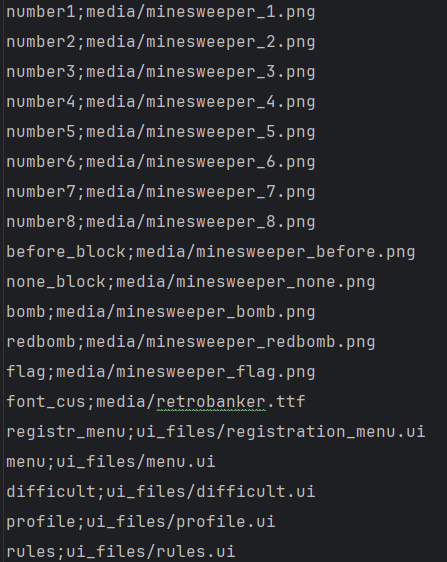 number1;media/minesweeper_1.png
number2;media/minesweeper_2.png
number3;media/minesweeper_3.png
number4;media/minesweeper_4.png
number5;media/minesweeper_5.png
number6;media/minesweeper_6.png
number7;media/minesweeper_7.png
number8;media/minesweeper_8.png
before_block;media/minesweeper_before.png
none_block;media/minesweeper_none.png
bomb;media/minesweeper_bomb.png
redbomb;media/minesweeper_redbomb.png
flag;media/minesweeper_flag.png
font_cus;media/retrobanker.ttf
registr_menu;ui_files/registration_menu.ui
menu;ui_files/menu.ui
difficult;ui_files/difficult.ui
profile;ui_files/profile.ui
rules;ui_files/rules.ui